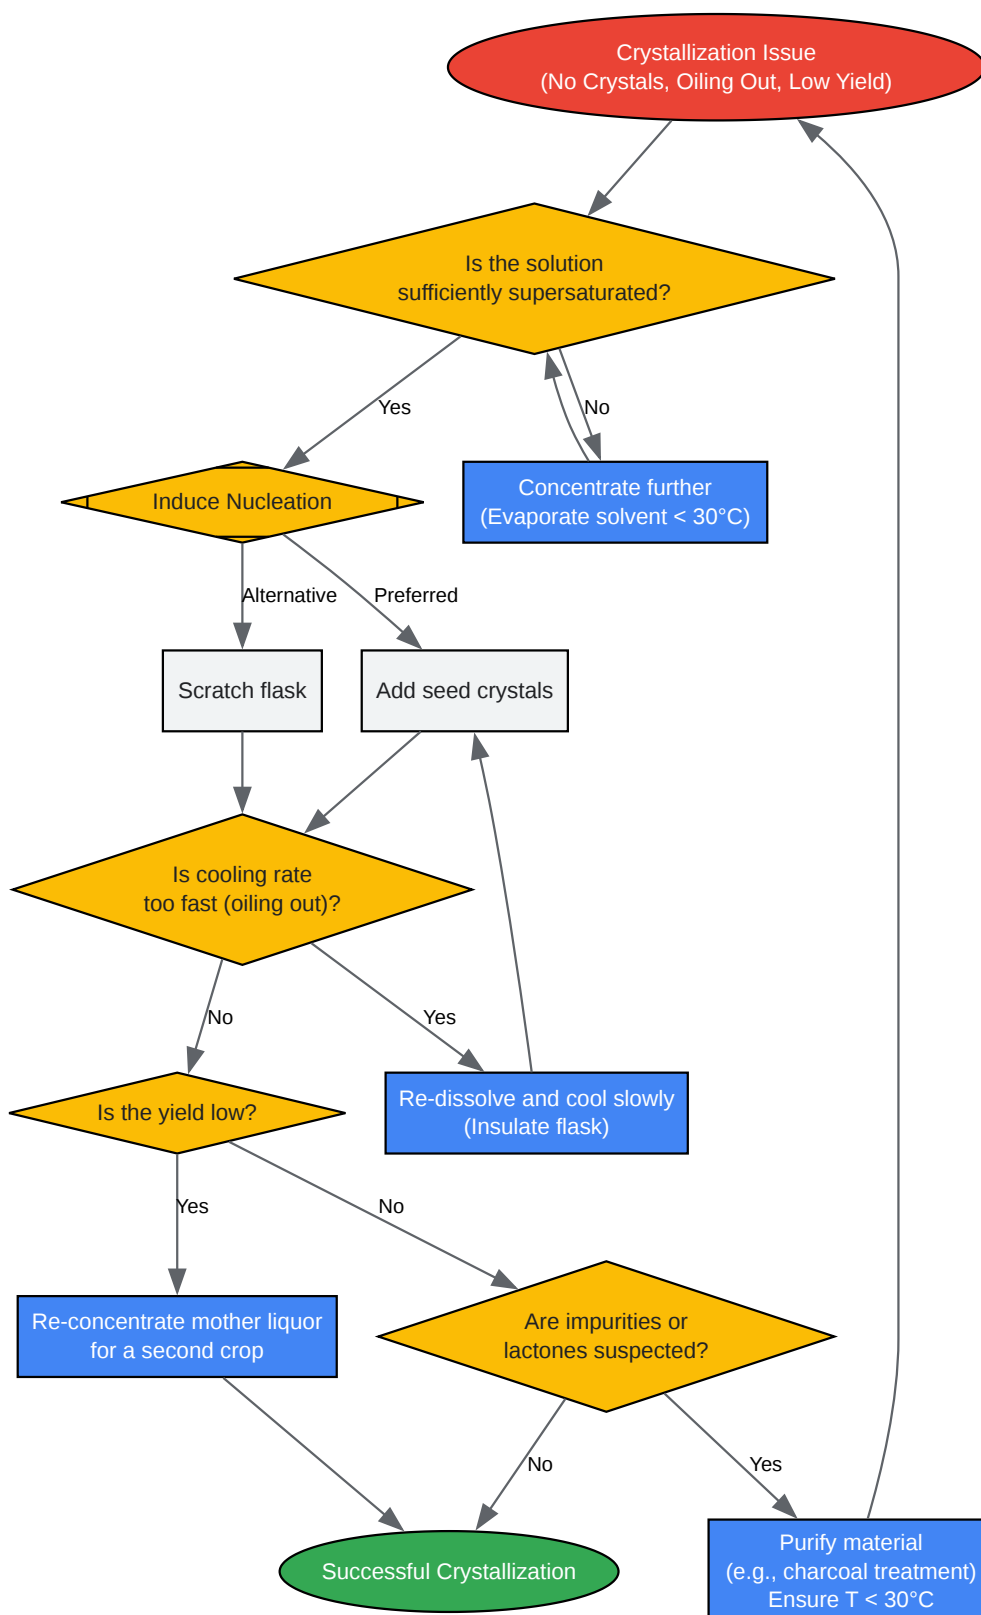 Crystallization Issue
(No Crystals, Oiling Out, Low Yield)
Is the solution
sufficiently supersaturated?
Yes
No
Induce Nucleation
Concentrate further
(Evaporate solvent < 30°C)
Alternative
Preferred
Scratch flask
Add seed crystals
Is cooling rate
too fast (oiling out)?
No
Yes
Is the yield low?
Re-dissolve and cool slowly
(Insulate flask)
Yes
No
Re-concentrate mother liquor
for a second crop
Are impurities or
lactones suspected?
No
Yes
Successful Crystallization
Purify material
(e.g., charcoal treatment)
Ensure T < 30°C